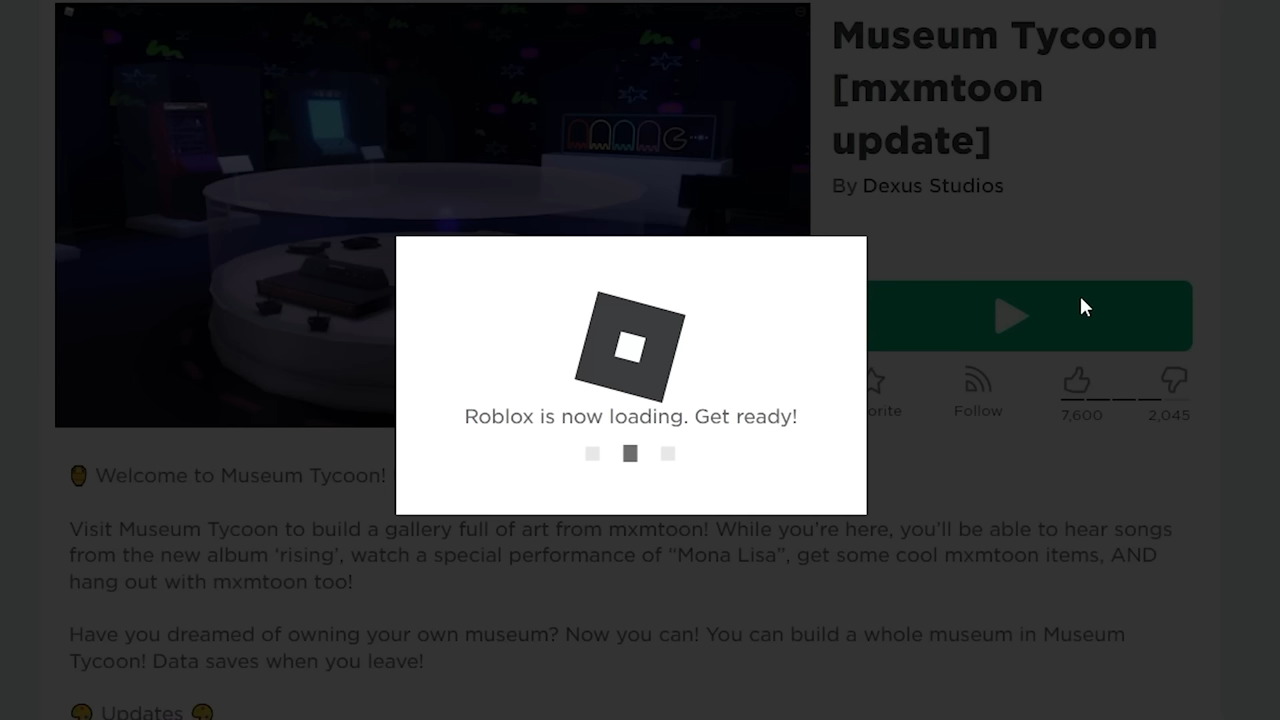 Museum Tycoon
[mxmtoon
update]
By Dexus Studios
Roblox is now loading. Get ready!
orite
Follow
7,600
2,045
Welcome to Museum Tycoon!
Visit Museum Tycoon to build a gallery full of art from mxmtoon! While you're here, you'll be able to hear songs
from the new album 'rising', watch a special performance of “Mona Lisa”, get some cool mxmtoon items, AND
hang out with mxmtoon too!
Have you dreamed of owning your own museum? Now you can! You can build a whole museum in Museum
Tycoon! Data saves when you leave!
Updates